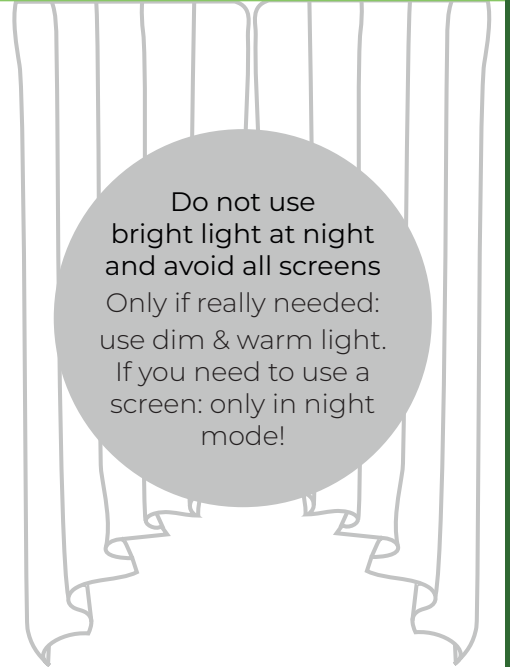 Do not use
bright light at night
and avoid all screens
Only if really needed:
use dim & warm light.
If you need to use a
screen: only in night
mode!